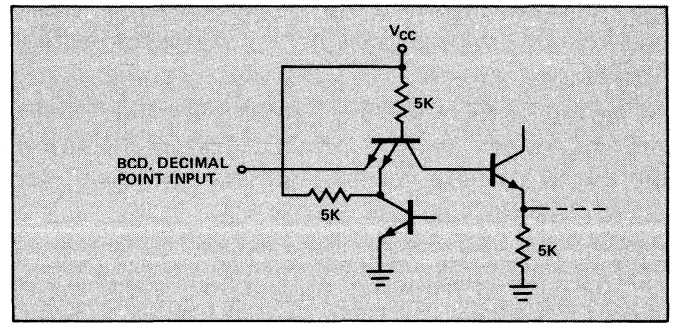 VCC
5K
BCD, DECIMAL
POINT INPUT
5K
5K